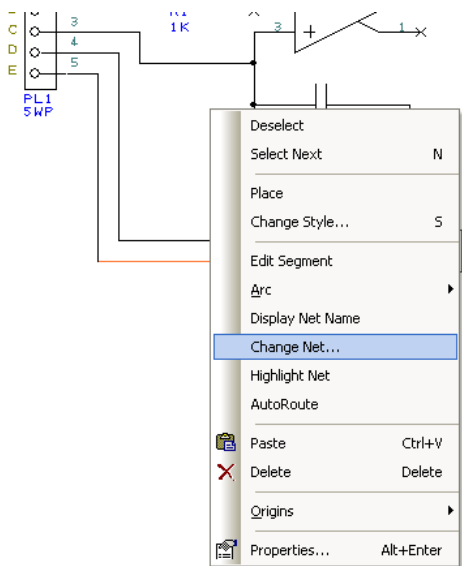 C
3
D
4
E
5
PL1
5WP
1K
3
+
1
Deselect
Select Next N
Place
Change Style... S
Edit Segment
Arc
Display Net Name
Change Net...
Highlight Net
AutoRoute
Paste Ctrl+V
Delete Delete
Origins
Properties... Alt+Enter